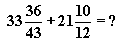 33 36/43 + 21 10/12 = ?